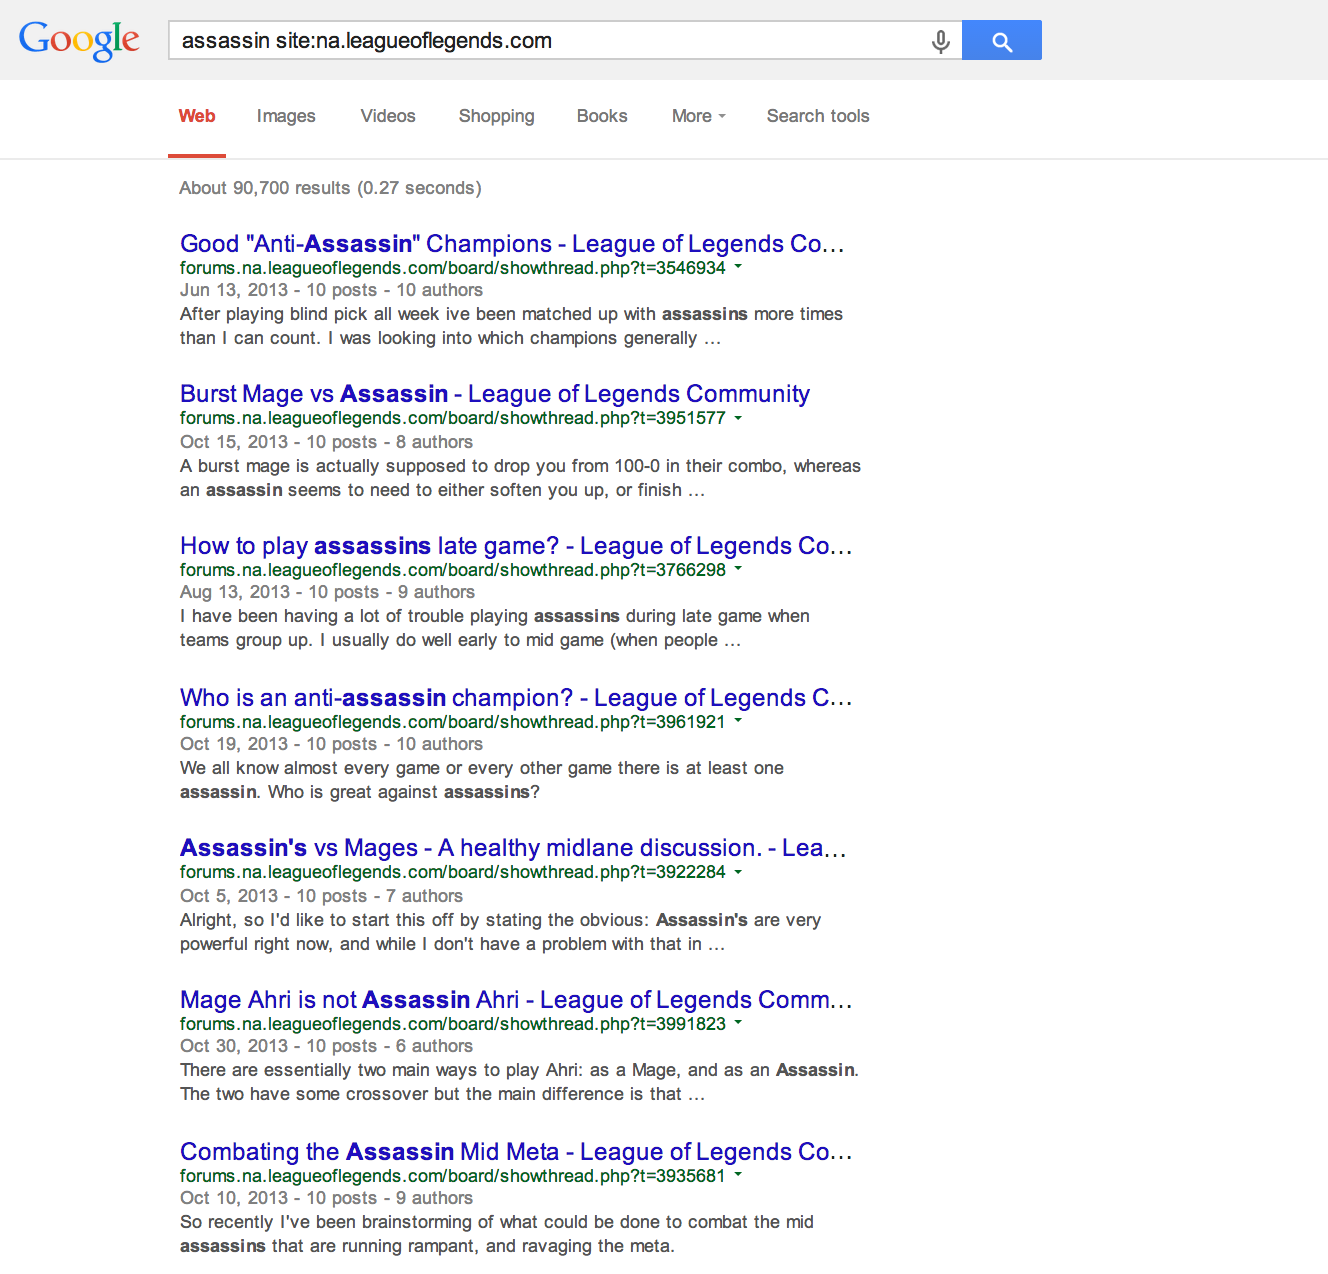 Google assassin site:na.leagueoflegends.com
Web Images Videos Shopping Books More Search tools
About 90,700 results (0.27 seconds)
Good "Anti-Assassin" Champions - League of Legends Co...
forums.na.leagueoflegends.com/board/showthread.php?t=3546934
Jun 13, 2013 - 10 posts - 10 authors
After playing blind pick all week ive been matched up with assassins more times
than I can count. I was looking into which champions generally ...
Burst Mage vs Assassin - League of Legends Community
forums.na.leagueoflegends.com/board/showthread.php?t=3951577
Oct 15, 2013 - 10 posts - 8 authors
A burst mage is actually supposed to drop you from 100-0 in their combo, whereas
an assassin seems to need to either soften you up, or finish ...
How to play assassins late game? - League of Legends Co...
forums.na.leagueoflegends.com/board/showthread.php?t=3766298
Aug 13, 2013 - 10 posts - 9 authors
I have been having a lot of trouble playing assassins during late game when
teams group up. I usually do well early to mid game (when people ...
Who is an anti-assassin champion? - League of Legends C...
forums.na.leagueoflegends.com/board/showthread.php?t=3961921
Oct 19, 2013 - 10 posts - 10 authors
We all know almost every game or every other game there is at least one
assassin. Who is great against assassins?
Assassin's vs Mages - A healthy midlane discussion. - Lea...
forums.na.leagueoflegends.com/board/showthread.php?t=3922284
Oct 5, 2013 - 10 posts - 7 authors
Alright, so I'd like to start this off by stating the obvious: Assassin's are very
powerful right now, and while I don't have a problem with that in ...
Mage Ahri is not Assassin Ahri - League of Legends Comm...
forums.na.leagueoflegends.com/board/showthread.php?t=3991823
Oct 30, 2013 - 10 posts - 6 authors
There are essentially two main ways to play Ahri: as a Mage, and as an Assassin.
The two have some crossover but the main difference is that ...
Combating the Assassin Mid Meta - League of Legends Co...
forums.na.leagueoflegends.com/board/showthread.php?t=3935681
Oct 10, 2013 - 10 posts - 9 authors
So recently I've been brainstorming of what could be done to combat the mid
assassins that are running rampant, and ravaging the meta.